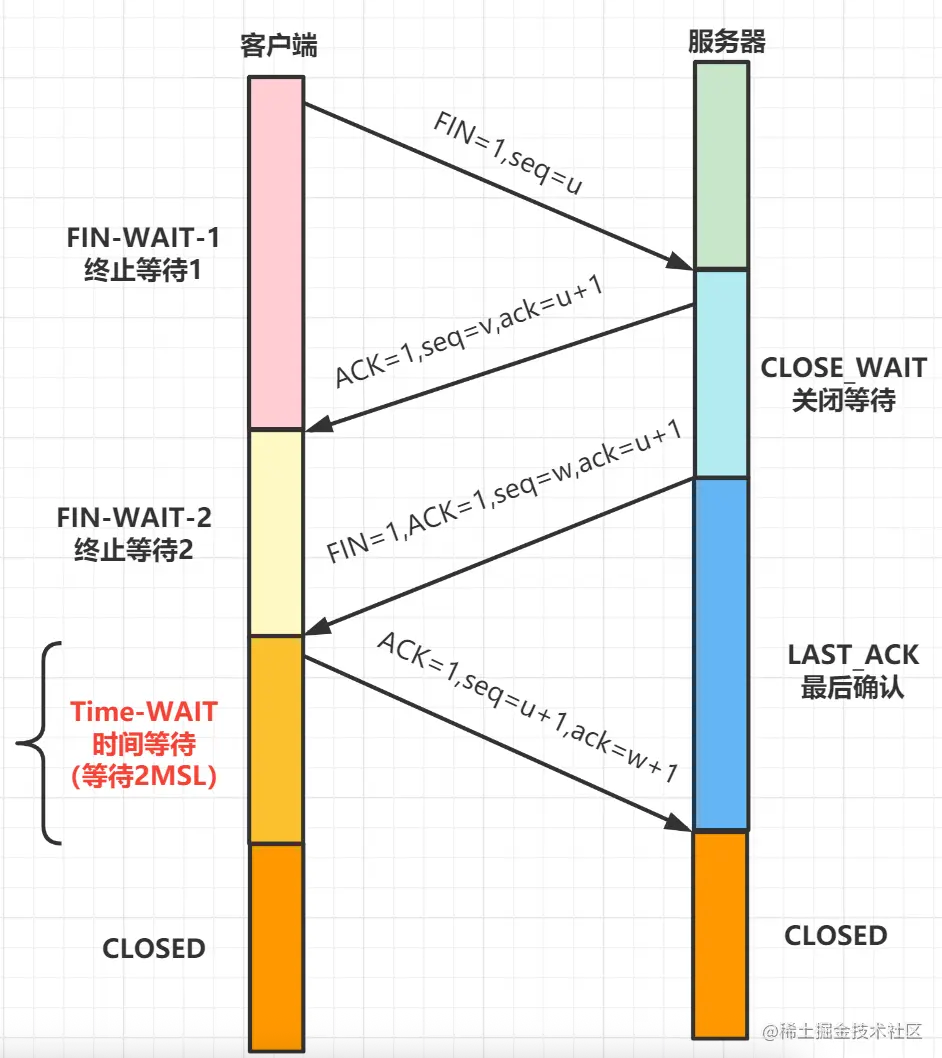 客户端
服务器
FIN=1,seq=u
FIN-WAIT-1
终止等待1
ACK=1,seq=v,ack=u+1
CLOSE_WAIT
关闭等待
FIN=1,ACK=1,seq=w,ack=u+1
FIN-WAIT-2
终止等待2
ACK=1,seq=u+1,ack=w+1
LAST_ACK
最后确认
Time-WAIT
时间等待
(等待2MSL)
CLOSED
CLOSED
@稀土掘金技术社区